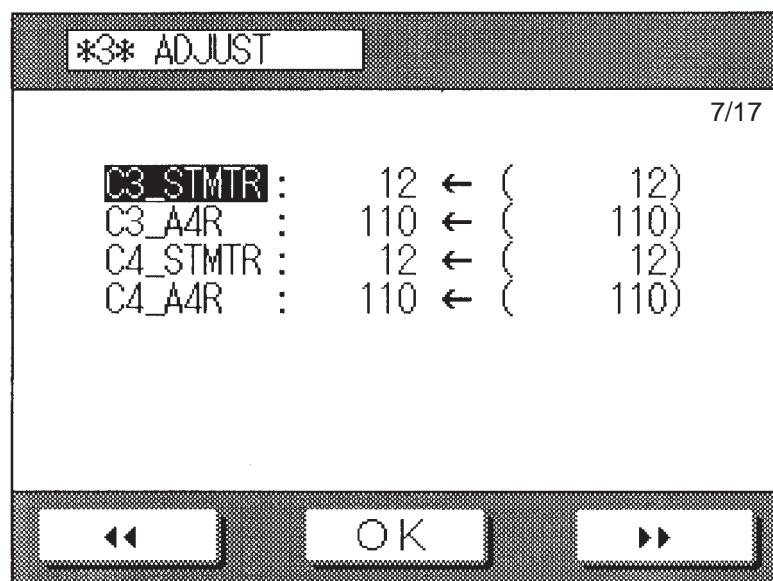 *3* ADJUST
7/17
C3_STMTR : 12 ← ( 12)
C3_A4R : 110 ← ( 110)
C4_STMTR : 12 ← ( 12)
C4_A4R : 110 ← ( 110)
OK